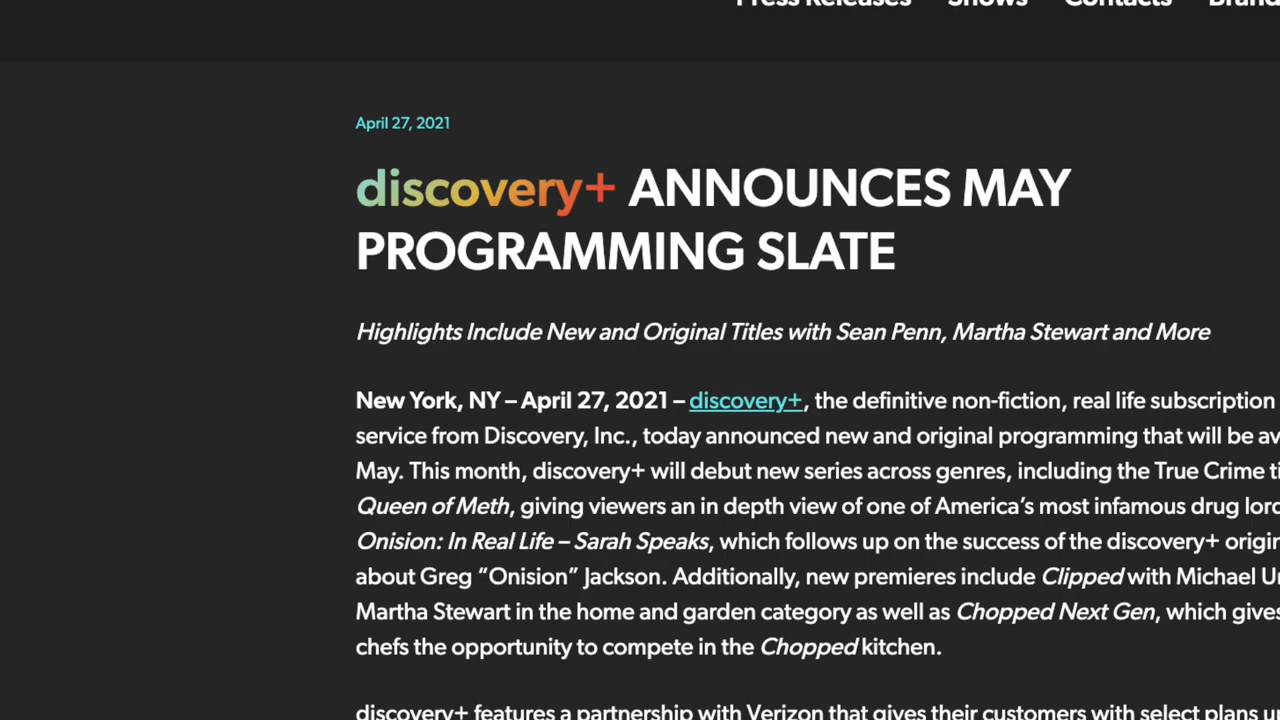 Press Releases Shows Contacts
April 27, 2021
discovery+ ANNOUNCES MAY
PROGRAMMING SLATE
Highlights Include New and Original Titles with Sean Penn, Martha Stewart and More
New York, NY – April 27, 2021 – discovery+, the definitive non-fiction, real life subscription
service from Discovery, Inc., today announced new and original programming that will be
May. This month, discovery+ will debut new series across genres, including the True Crime
Queen of Meth, giving viewers an in depth view of one of America’s most infamous drug
Onision: In Real Life – Sarah Speaks, which follows up on the success of the discovery+
about Greg “Onision” Jackson. Additionally, new premieres include Clipped with Michael
Martha Stewart in the home and garden category as well as Chopped Next Gen, which gives
chefs the opportunity to compete in the Chopped kitchen.
discovery+ features a partnership with Verizon that gives their customers with select plans